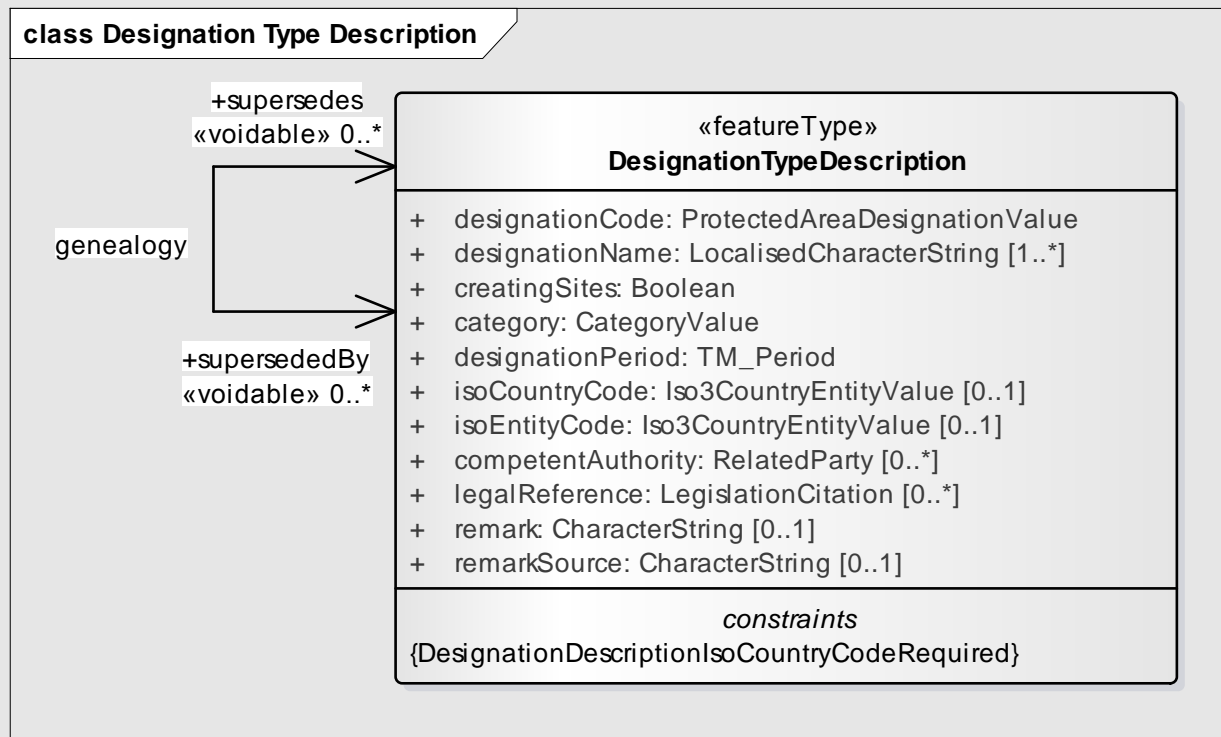 class Designation Type Description
+supersedes
«voidable» 0..*
genealogy
+supersededBy
«voidable» 0..*
«featureType»
DesignationTypeDescription
+ designationCode: ProtectedAreaDesignationValue
+ designationName: LocalisedCharacterString [1..*]
+ creatingSites: Boolean
+ category: CategoryValue
+ designationPeriod: TM_Period
+ isoCountryCode: Iso3CountryEntityValue [0..1]
+ isoEntityCode: Iso3CountryEntityValue [0..1]
+ competentAuthority: RelatedParty [0..*]
+ legalReference: LegislationCitation [0..*]
+ remark: CharacterString [0..1]
+ remarkSource: CharacterString [0..1]
constraints
{DesignationDescriptionIsoCountryCodeRequired}